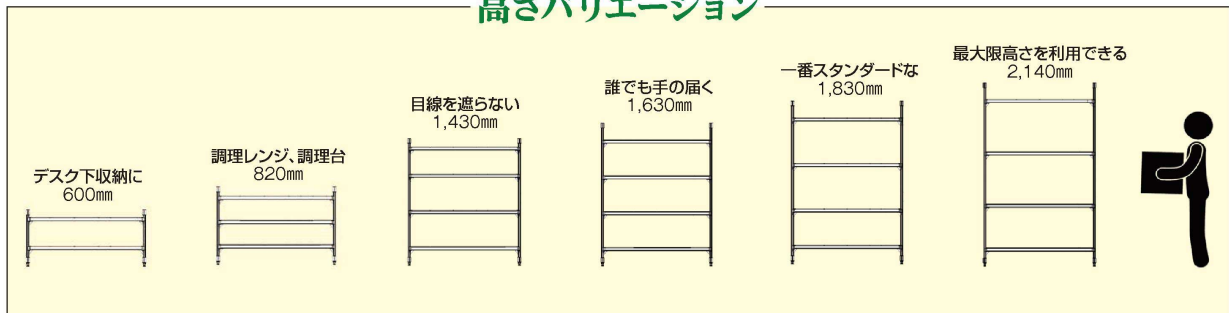 高さバリエーション
デスク下収納に
600㎜
調理レンジ、調理台
820㎜
目線を遮らない
1,430㎜
誰でも手の届く
1,630㎜
一番スタンダードな
1,830㎜
最大限高さを利用できる
2,140㎜